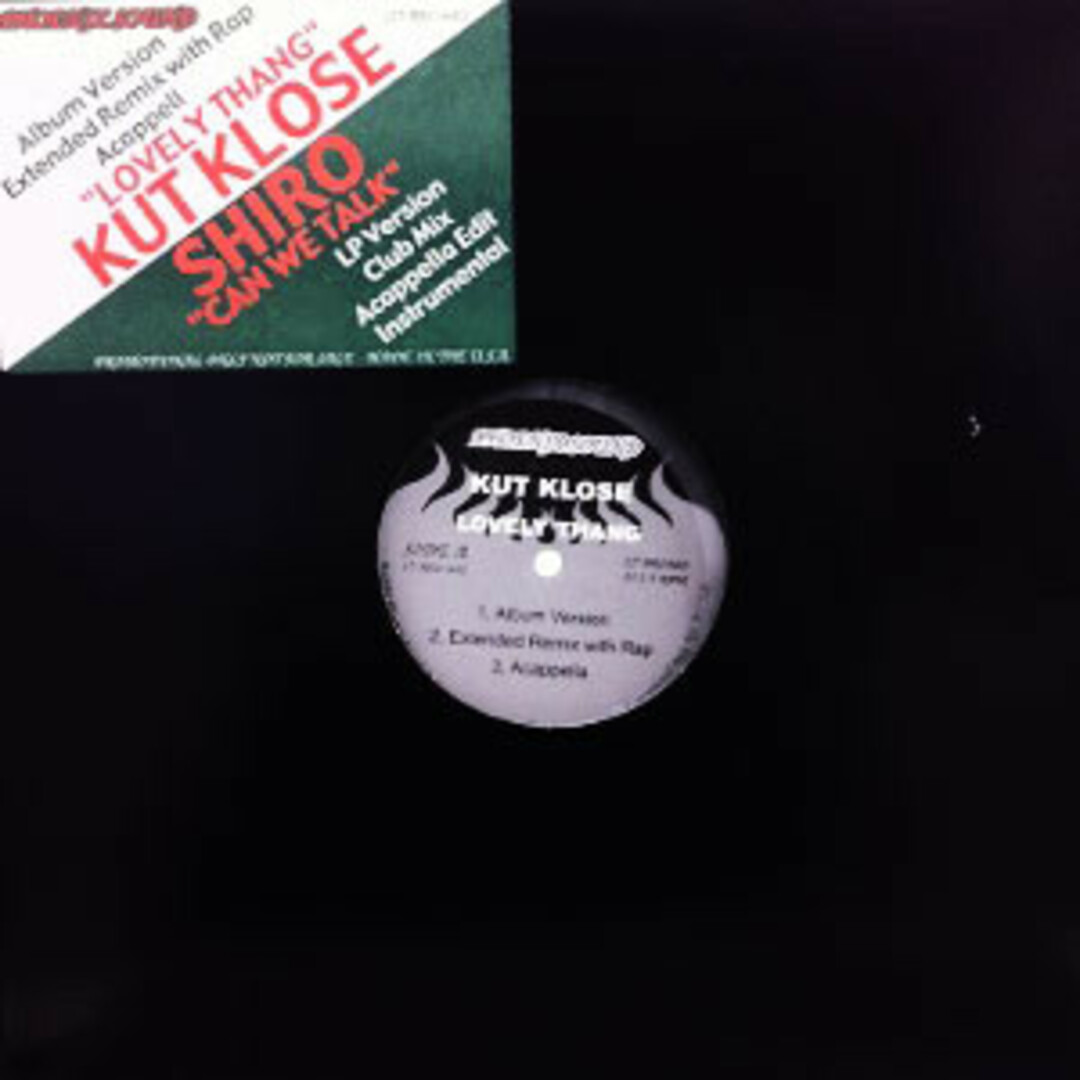 Album Version
Extended Remix with Rap
Acappell
"LOVELY THANG"
KUT KLOSE
SHIRO
"CAN WE TALK"
LP Version
Club Mix
Acappella Edit
Instrumental
KUT KLOSE
LOVELY THANG
1. Album Version
2. Extended Remix with Rap
3. Acappella